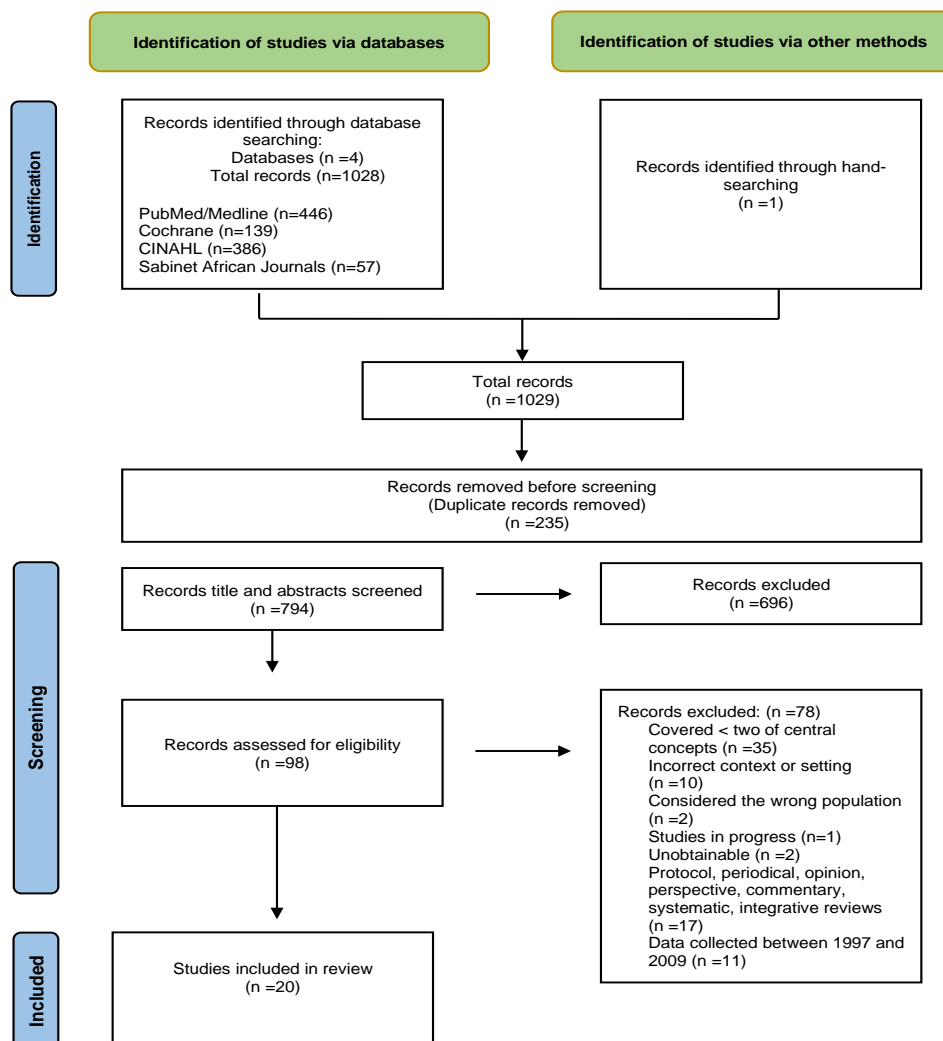 Identification of studies via databases
Identification of studies via other methods
Identification
Records identified through database
searching:
Databases (n =4)
Total records (n=1028)
PubMed/Medline (n=446)
Cochrane (n=139)
CINAHL (n=386)
Sabinet African Journals (n=57)
Records identified through hand-
searching
(n =1)
Total records
(n =1029)
Records removed before screening
(Duplicate records removed)
(n =235)
Screening
Records title and abstracts screened
(n =794)
Records excluded
(n =696)
Records assessed for eligibility
(n =98)
Records excluded: (n =78)
Covered < two of central
concepts (n =35)
Incorrect context or setting
(n =10)
Considered the wrong population
(n =2)
Studies in progress (n=1)
Unobtainable (n =2)
Protocol, periodical, opinion,
perspective, commentary,
systematic, integrative reviews
(n =17)
Data collected between 1997 and
2009 (n =11)
Included
Studies included in review
(n =20)